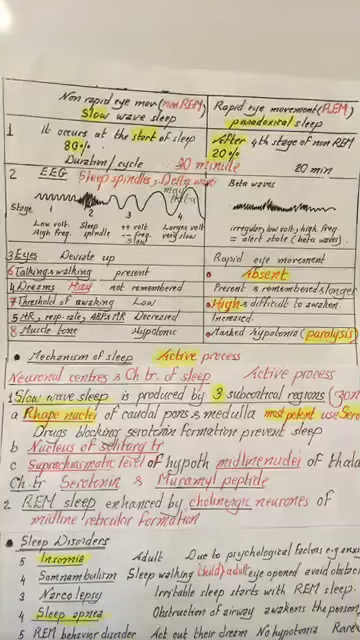 Non rapid eye mov (non REM)
Slow wave sleep
Rapid eye movement (REM)
paradoxical sleep
1 It occurs at the start of sleep
80%
Duration/cycle : 90 minute
After 4th stage of non REM
20%
20 min
2 EEG Sleep spindles, Delta wave
Beta waves
Stage 1 2 3 4
Low volt. High freq.
Sleep spindle
++ volt -- freq. slow
Largest volt very slow
irregular, low volt, high freq.
= alert state (beta waves).
3 Eyes Deviate up
Rapid eye movement
6 Talking & walking present
Absent
4 Dreams May not remembered
Present & remembered & longer
7 Threshold of awaking Low
High & difficult to awaken
5 HR, resp. rate, ABP & MR Decreased
Increased
8 Muscle tone Hypotonic
Marked hypotonia (paralysis)
Mechanism of sleep Active process
Neuronal centres & Ch tr. of sleep Active process
1 Slow wave sleep is produced by 3 subcortical regions
a Rhape nuclei of caudal pons & medulla most potent use
Drugs blocking serotonin formation prevent sleep
b Nucleus of solitary tr
c Suprachismatic level of hypoth midline nuclei of
Ch. tr Serotonin & Muramyl peptide
2 REM sleep enhanced by cholinergic neurones of
midline reticular formation
Sleep Disorders
5 Insomia Adult Due to psychological factors e.g
4 Somnambulism Sleep walking child > adult eye opened avoid
3 Narcolepsy Irritable sleep starts with REM sleep.
4 Sleep apnea Obstruction of airway awakens the person
5 REM behavior disorder Act out their dream No hypotonia Rare